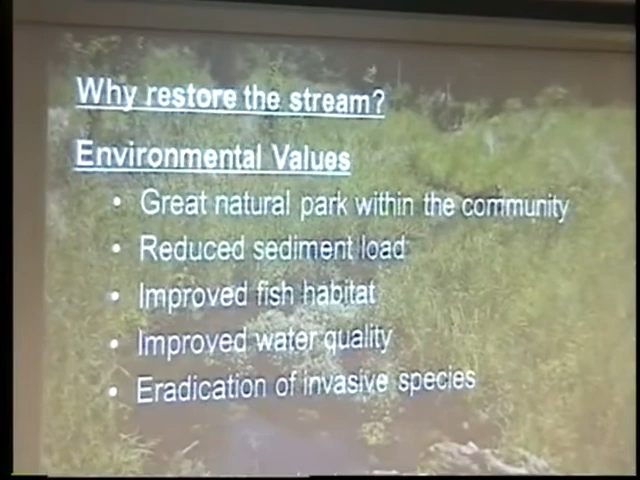 Why restore the stream?
Environmental Values
• Great natural park within the community
• Reduced sediment load
• Improved fish habitat
• Improved water quality
• Eradication of invasive species